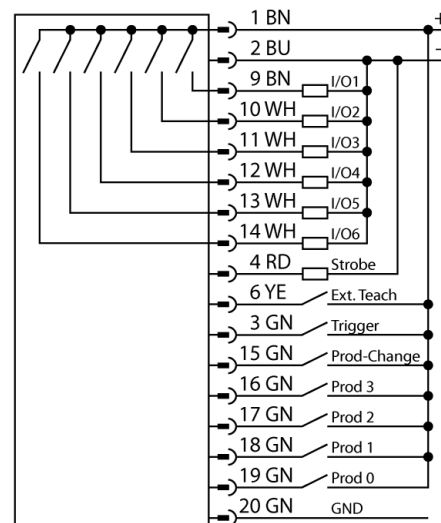 1 BN +
2 BU −
9 BN I/O1
10 WH I/O2
11 WH I/O3
12 WH I/O4
13 WH I/O5
14 WH I/O6
4 RD Strobe
6 YE Ext. Teach
3 GN Trigger
15 GN Prod-Change
16 GN Prod 3
17 GN Prod 2
18 GN Prod 1
19 GN Prod 0
20 GN GND